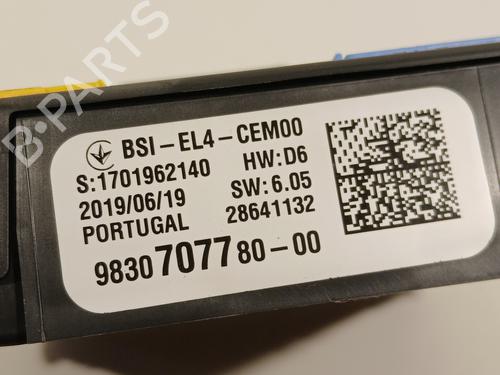 B-PARTS
BSI-EL4-CEM00
S:1701962140 HW:D6
2019/06/19 SW:6.05
PORTUGAL 28641132
9830707780-00